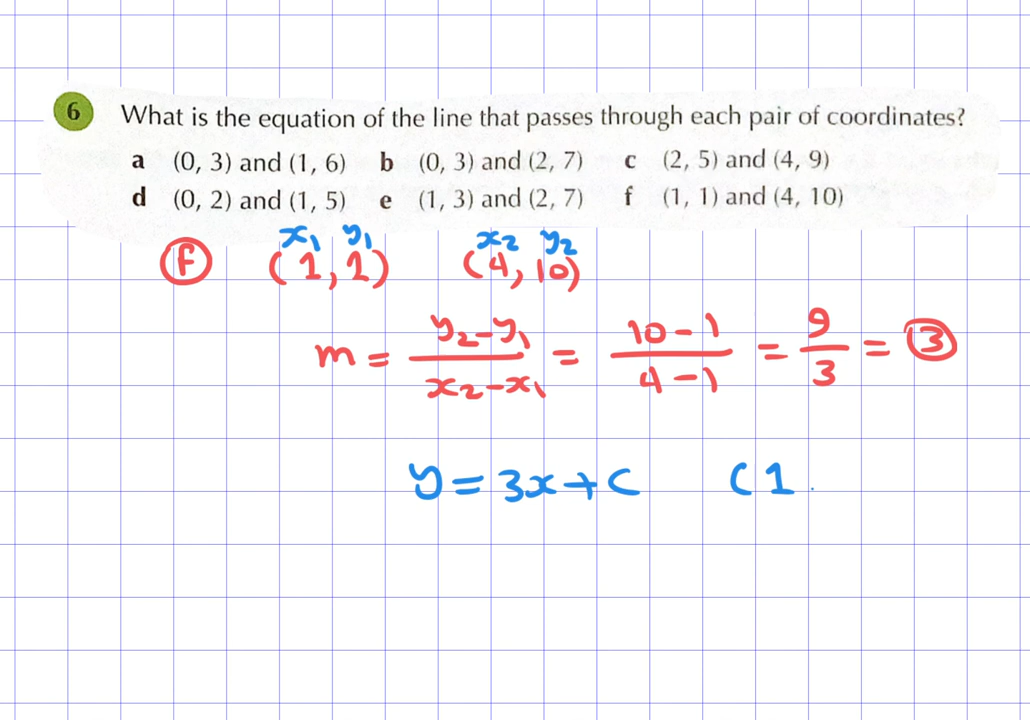 6 What is the equation of the line that passes through each pair of coordinates?
a (0, 3) and (1, 6) b (0, 3) and (2, 7) c (2, 5) and (4, 9)
d (0, 2) and (1, 5) e (1, 3) and (2, 7) f (1, 1) and (4, 10)
x₁ y₁ x₂ y₂
f (1, 1) (4, 10)
m = (y₂-y₁)/(x₂-x₁) = (10-1)/(4-1) = 9/3 = 3
y = 3x + c (1